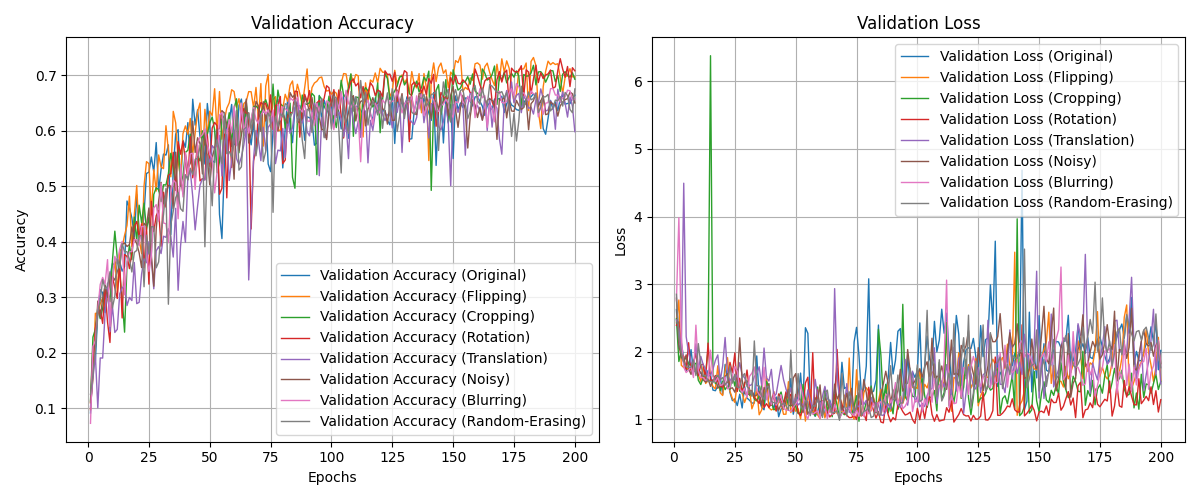 Validation Accuracy
Accuracy
0.7
0.6
0.5
0.4
0.3
0.2
0.1
Validation Accuracy (Original)
Validation Accuracy (Flipping)
Validation Accuracy (Cropping)
Validation Accuracy (Rotation)
Validation Accuracy (Translation)
Validation Accuracy (Noisy)
Validation Accuracy (Blurring)
Validation Accuracy (Random-Erasing)
0 25 50 75 100 125 150 175 200
Epochs
Validation Loss
Loss
6
5
4
3
2
1
Validation Loss (Original)
Validation Loss (Flipping)
Validation Loss (Cropping)
Validation Loss (Rotation)
Validation Loss (Translation)
Validation Loss (Noisy)
Validation Loss (Blurring)
Validation Loss (Random-Erasing)
0 25 50 75 100 125 150 175 200
Epochs